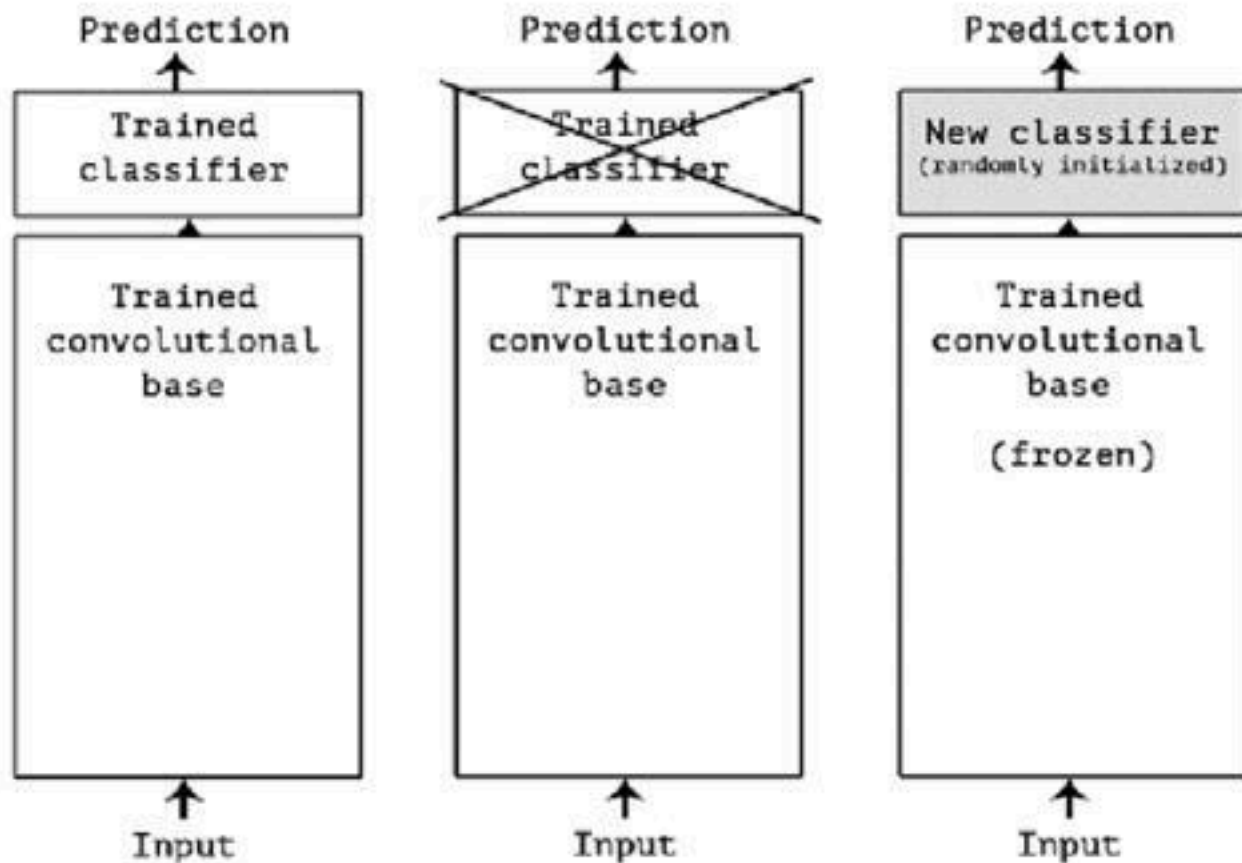 Prediction
Trained
classifier
Trained
convolutional
base
Input
Prediction
Trained
classifier
Trained
convolutional
base
Input
Prediction
New classifier
(randomly initialized)
Trained
convolutional
base
(frozen)
Input